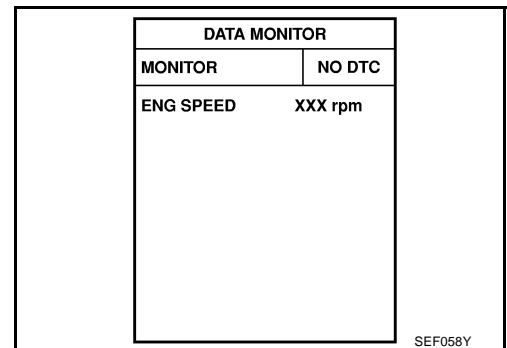 DATA MONITOR
MONITOR NO DTC
ENG SPEED XXX rpm
SEF058Y